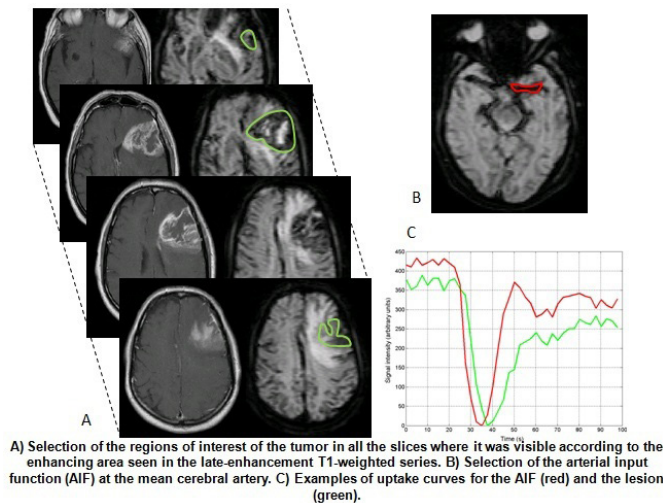 A
B
C
Signal intensity (arbitrary units)
450
400
350
300
250
200
150
100
50
0
0 10 20 30 40 50 60 70 80 90 100
Time (s)
A) Selection of the regions of interest of the tumor in all the slices where it was visible according to the
enhancing area seen in the late-enhancement T1-weighted series. B) Selection of the arterial input
function (AIF) at the mean cerebral artery. C) Examples of uptake curves for the AIF (red) and the lesion
(green).